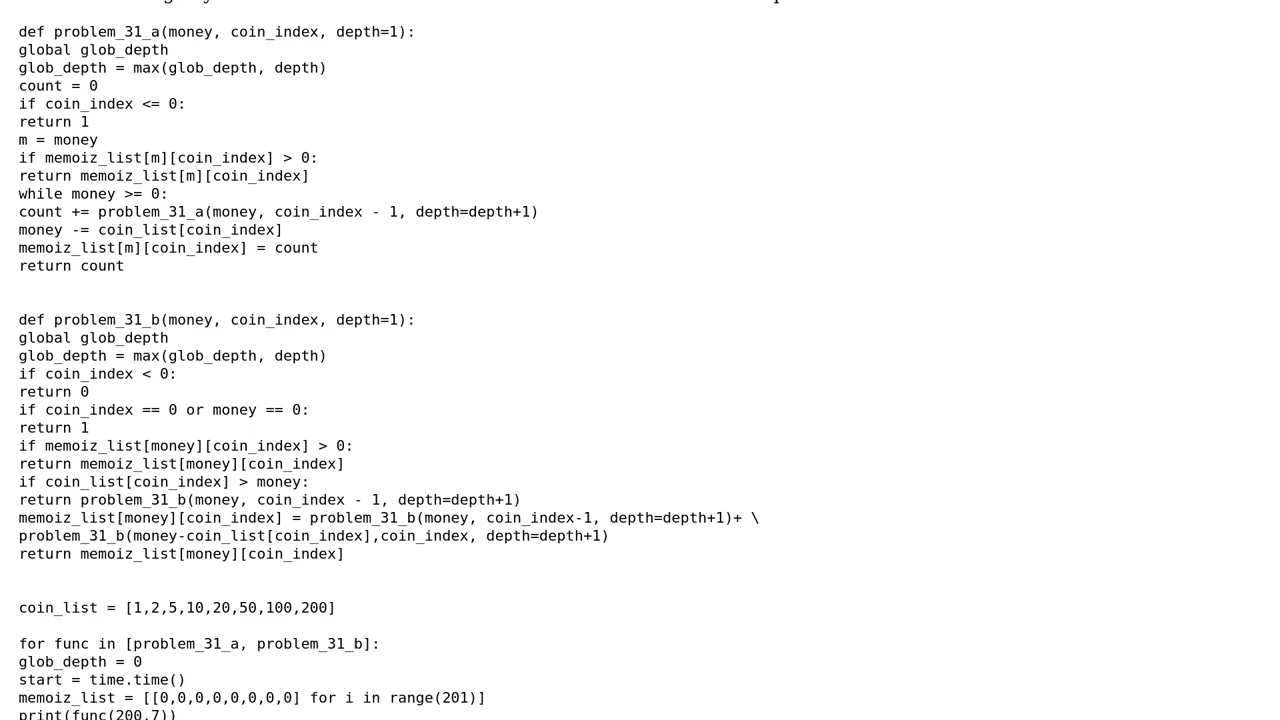 def problem_31_a(money, coin_index, depth=1):
global glob_depth
glob_depth = max(glob_depth, depth)
count = 0
if coin_index <= 0:
return 1
m = money
if memoiz_list[m][coin_index] > 0:
return memoiz_list[m][coin_index]
while money >= 0:
count += problem_31_a(money, coin_index - 1, depth=depth+1)
money -= coin_list[coin_index]
memoiz_list[m][coin_index] = count
return count
def problem_31_b(money, coin_index, depth=1):
global glob_depth
glob_depth = max(glob_depth, depth)
if coin_index < 0:
return 0
if coin_index == 0 or money == 0:
return 1
if memoiz_list[money][coin_index] > 0:
return memoiz_list[money][coin_index]
if coin_list[coin_index] > money:
return problem_31_b(money, coin_index - 1, depth=depth+1)
memoiz_list[money][coin_index] = problem_31_b(money, coin_index-1, depth=depth+1)+ \
problem_31_b(money-coin_list[coin_index],coin_index, depth=depth+1)
return memoiz_list[money][coin_index]
coin_list = [1,2,5,10,20,50,100,200]
for func in [problem_31_a, problem_31_b]:
glob_depth = 0
start = time.time()
memoiz_list = [[0,0,0,0,0,0,0,0] for i in range(201)]
print(func(200,7))